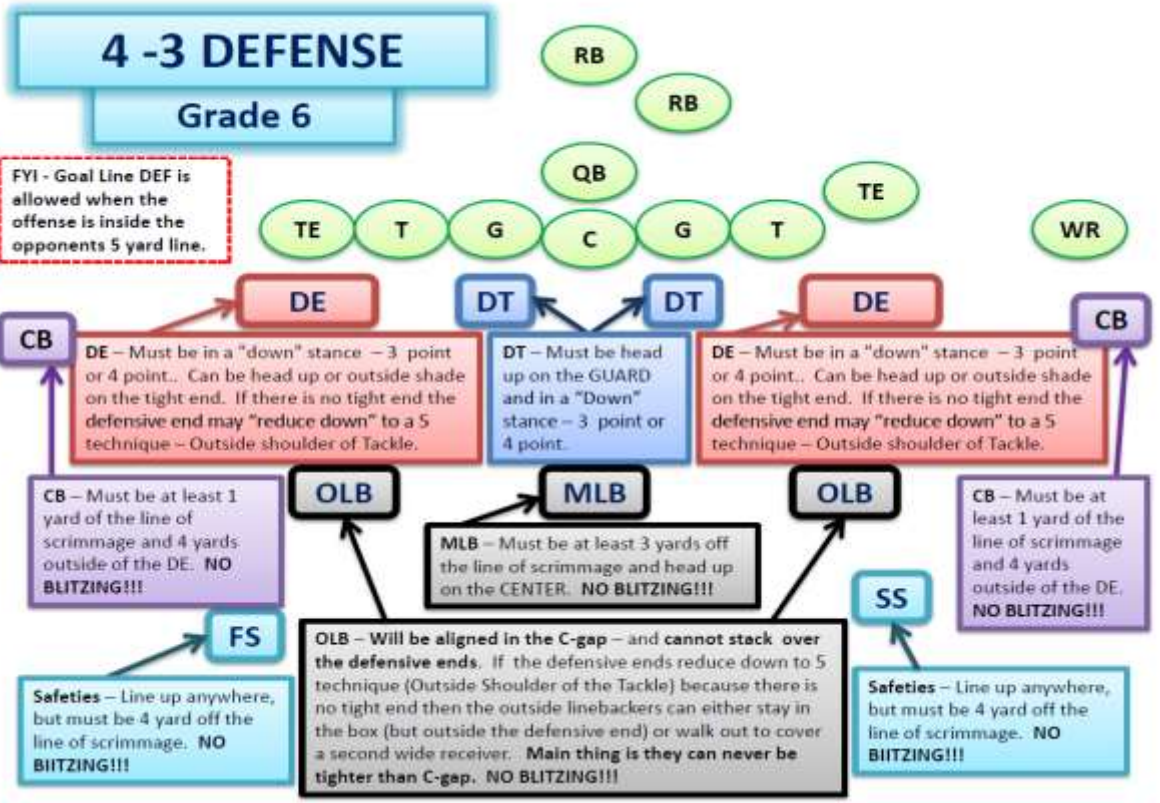 4 -3 DEFENSE
Grade 6
FYI - Goal Line DEF is
allowed when the
offense is inside the
opponents 5 yard line.
RB
RB
QB
TE
TE
T
G
C
G
T
WR
DE
DT
DT
DE
CB
CB
DE – Must be in a "down" stance – 3 point
or 4 point.. Can be head up or outside shade
on the tight end. If there is no tight end the
defensive end may "reduce down" to a 5
technique – Outside shoulder of Tackle.
DT – Must be head
up on the GUARD
and in a "Down"
stance – 3 point or
4 point.
DE – Must be in a "down" stance – 3 point
or 4 point.. Can be head up or outside shade
on the tight end. If there is no tight end the
defensive end may "reduce down" to a 5
technique – Outside shoulder of Tackle.
OLB
MLB
OLB
CB – Must be at least 1
yard of the line of
scrimmage and 4 yards
outside of the DE. NO
BLITZING!!!
MLB – Must be at least 3 yards off
the line of scrimmage and head up
on the CENTER. NO BLITZING!!!
CB – Must be at
least 1 yard of the
line of scrimmage
and 4 yards
outside of the DE.
NO BLITZING!!!
FS
SS
OLB – Will be aligned in the C-gap – and cannot stack over
the defensive ends. If the defensive ends reduce down to 5
technique (Outside Shoulder of the Tackle) because there is
no tight end then the outside linebackers can either stay in
the box (but outside the defensive end) or walk out to cover
a second wide receiver. Main thing is they can never be
tighter than C-gap. NO BLITZING!!!
Safeties – Line up anywhere,
but must be 4 yard off the
line of scrimmage. NO
BIITZING!!!
Safeties – Line up anywhere,
but must be 4 yard off the
line of scrimmage. NO
BIITZING!!!